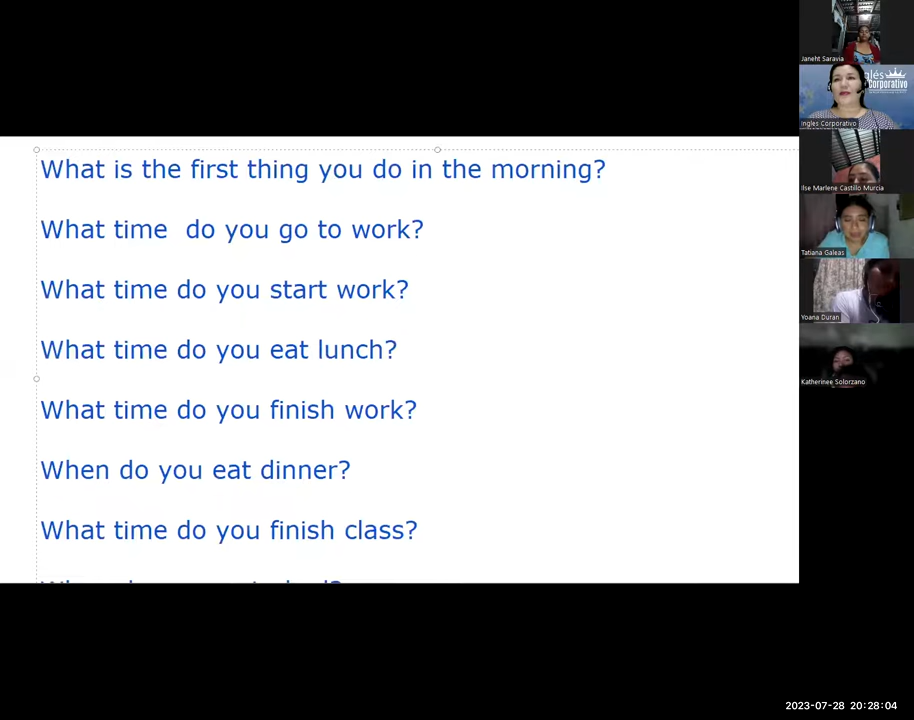 What is the first thing you do in the morning?
What time  do you go to work?
What time do you start work?
What time do you eat lunch?
What time do you finish work?
When do you eat dinner?
What time do you finish class?
Janeht Saravia
Corporativo
Ingles Corporativo
Ilse Marlene Castillo Murcia
Tatiana Galeas
Yoana Duran
Katherinee Solorzano
2023-07-28 20:28:04